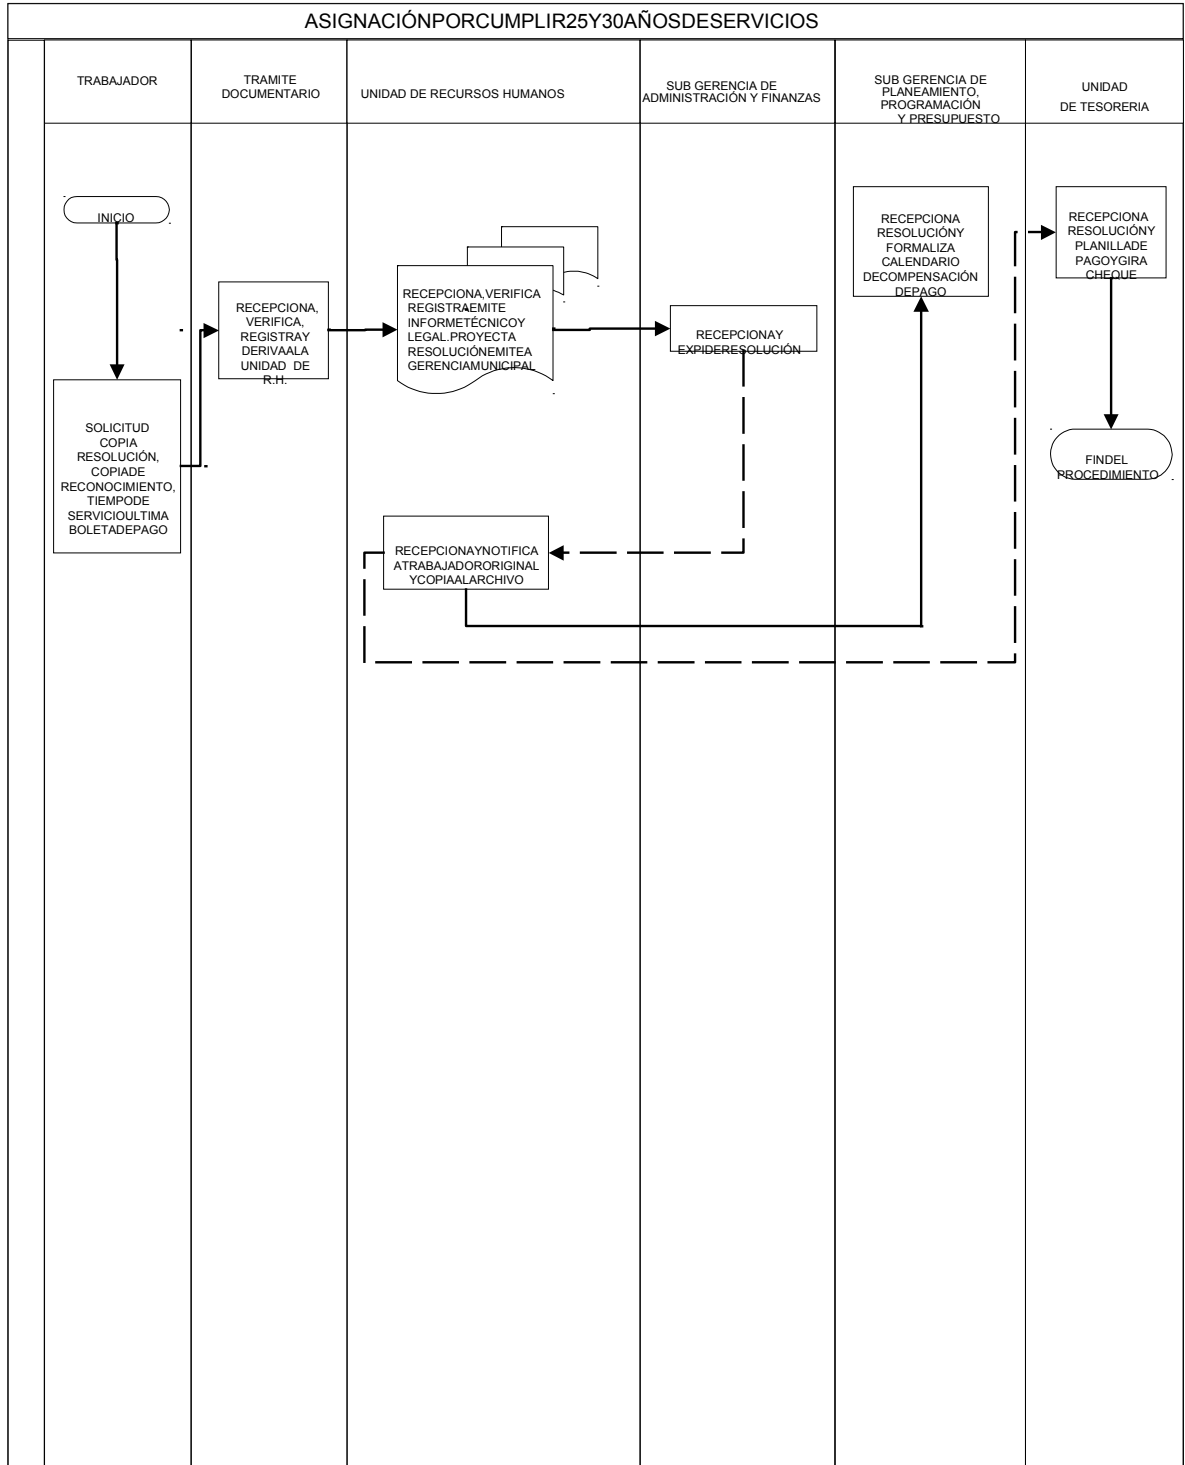 ASIGNACIÓNPORCUMPLIR25Y30AÑOSDESERVICIOS
TRABAJADOR
TRAMITE
DOCUMENTARIO
UNIDAD DE RECURSOS HUMANOS
SUB GERENCIA DE
ADMINISTRACIÓN Y FINANZAS
SUB GERENCIA DE
PLANEAMIENTO,
PROGRAMACIÓN
Y PRESUPUESTO
UNIDAD
DE TESORERIA
INICIO
SOLICITUD
COPIA
RESOLUCIÓN,
COPIADE
RECONOCIMIENTO,
TIEMPODE
SERVICIOULTIMA
BOLETADEPAGO
RECEPCIONA,
VERIFICA,
REGISTRAY
DERIVAALA
UNIDAD DE
R.H.
RECEPCIONA,VERIFICA
REGISTRAEMITE
INFORMETÉCNICOY
LEGAL.PROYECTA
RESOLUCIÓNEMITEA
GERENCIAMUNICIPAL
RECEPCIONAY
EXPIDERESOLUCIÓN
RECEPCIONAYNOTIFICA
ATRABAJADORORIGINAL
YCOPIAALARCHIVO
RECEPCIONA
RESOLUCIÓNY
FORMALIZA
CALENDARIO
DECOMPENSACIÓN
DEPAGO
RECEPCIONA
RESOLUCIÓNY
PLANILLADE
PAGOYGIRA
CHEQUE
FINDEL
PROCEDIMIENTO